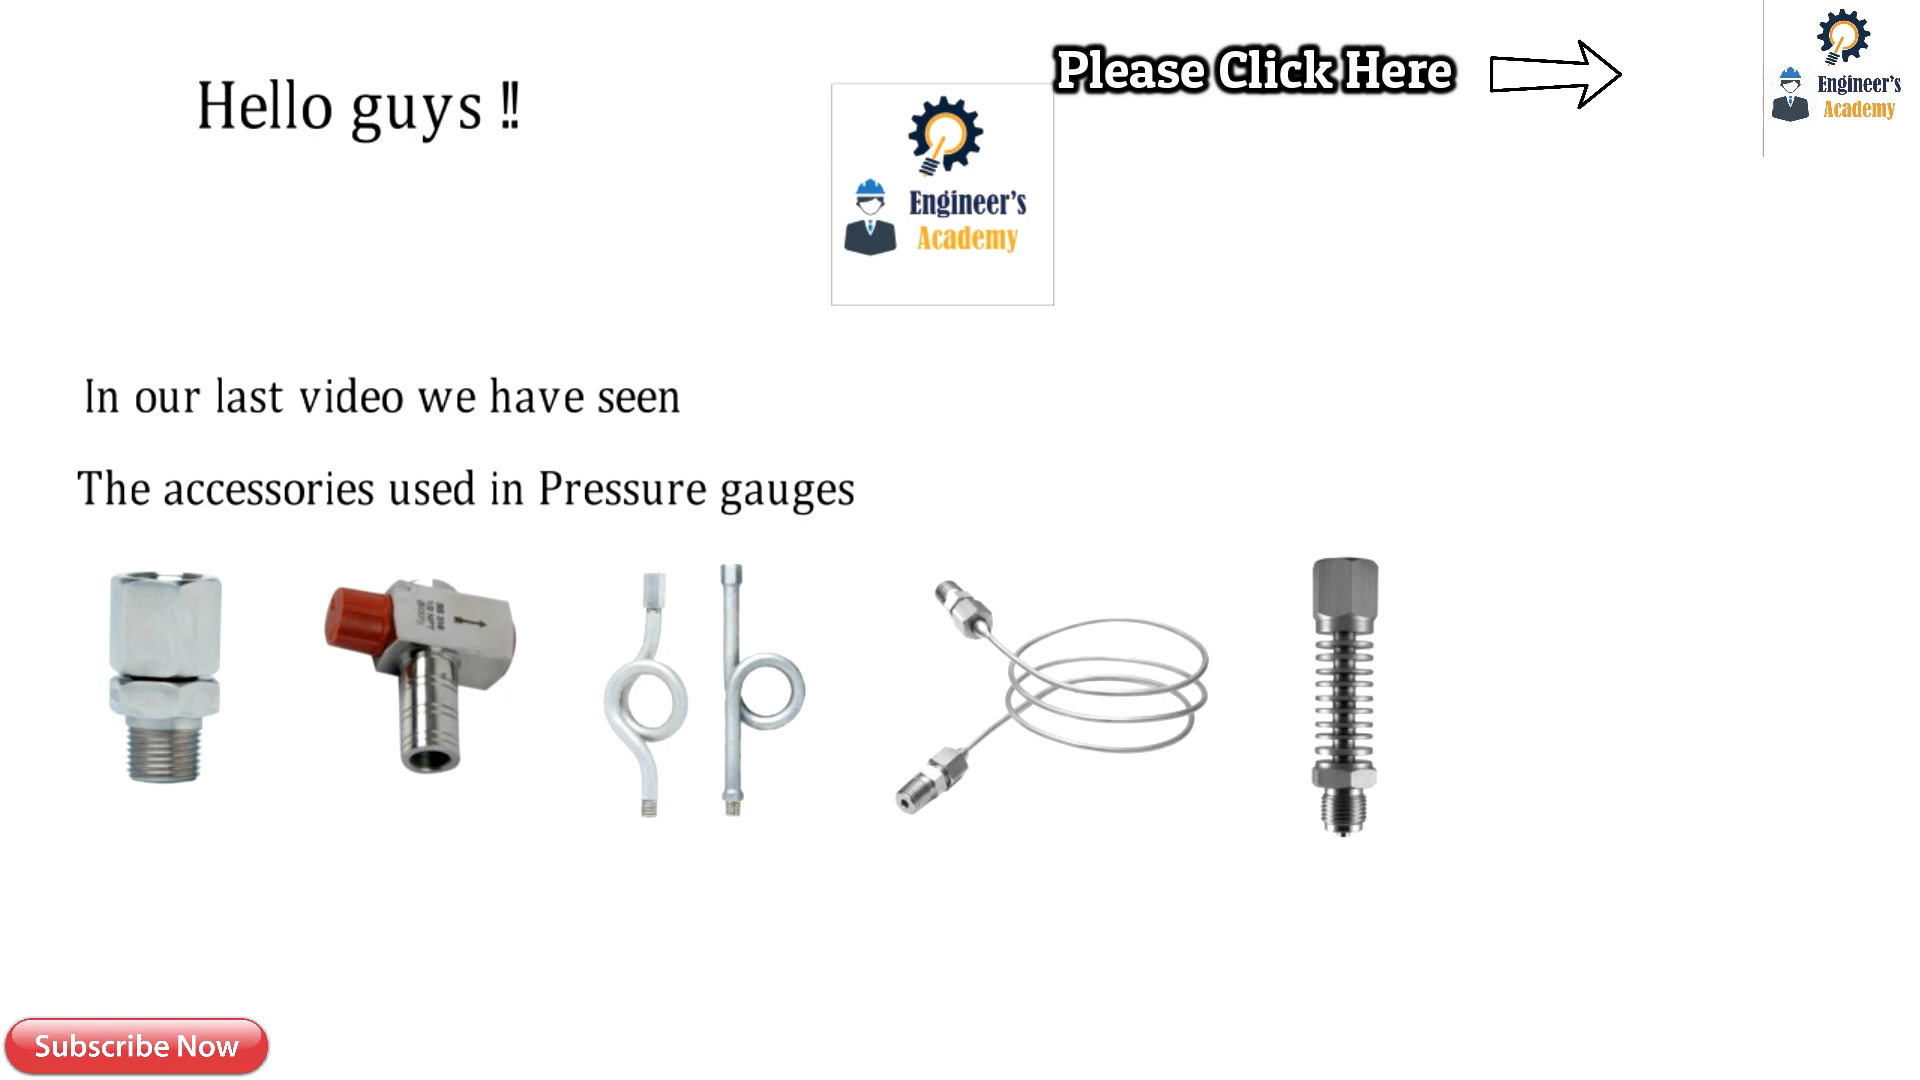 Hello guys !!
Please Click Here
Engineer's
Academy
Engineer's
Academy
In our last video we have seen
The accessories used in Pressure gauges
Subscribe Now